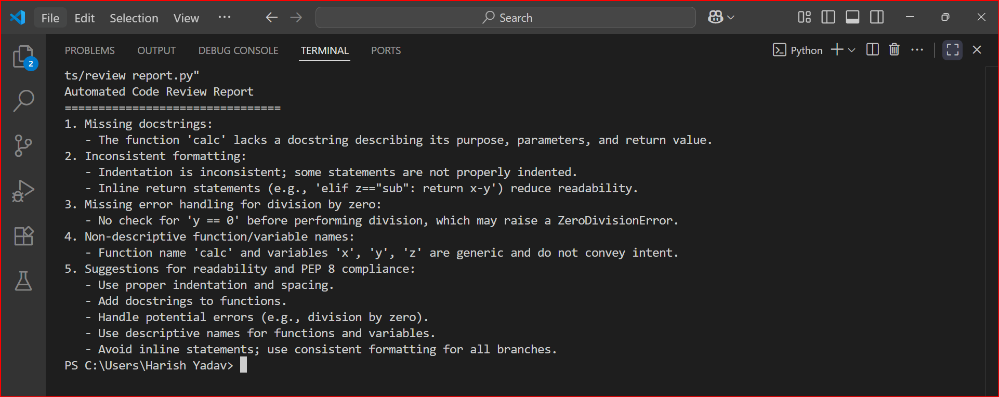 File Edit Selection View ··· Search
2
PROBLEMS OUTPUT DEBUG CONSOLE TERMINAL PORTS Python
ts/review report.py"
Automated Code Review Report
================================
1. Missing docstrings:
   - The function 'calc' lacks a docstring describing its purpose, parameters, and return value.
2. Inconsistent formatting:
   - Indentation is inconsistent; some statements are not properly indented.
   - Inline return statements (e.g., 'elif z=="sub": return x-y') reduce readability.
3. Missing error handling for division by zero:
   - No check for 'y == 0' before performing division, which may raise a ZeroDivisionError.
4. Non-descriptive function/variable names:
   - Function name 'calc' and variables 'x', 'y', 'z' are generic and do not convey intent.
5. Suggestions for readability and PEP 8 compliance:
   - Use proper indentation and spacing.
   - Add docstrings to functions.
   - Handle potential errors (e.g., division by zero).
   - Use descriptive names for functions and variables.
   - Avoid inline statements; use consistent formatting for all branches.
PS C:\Users\Harish Yadav>